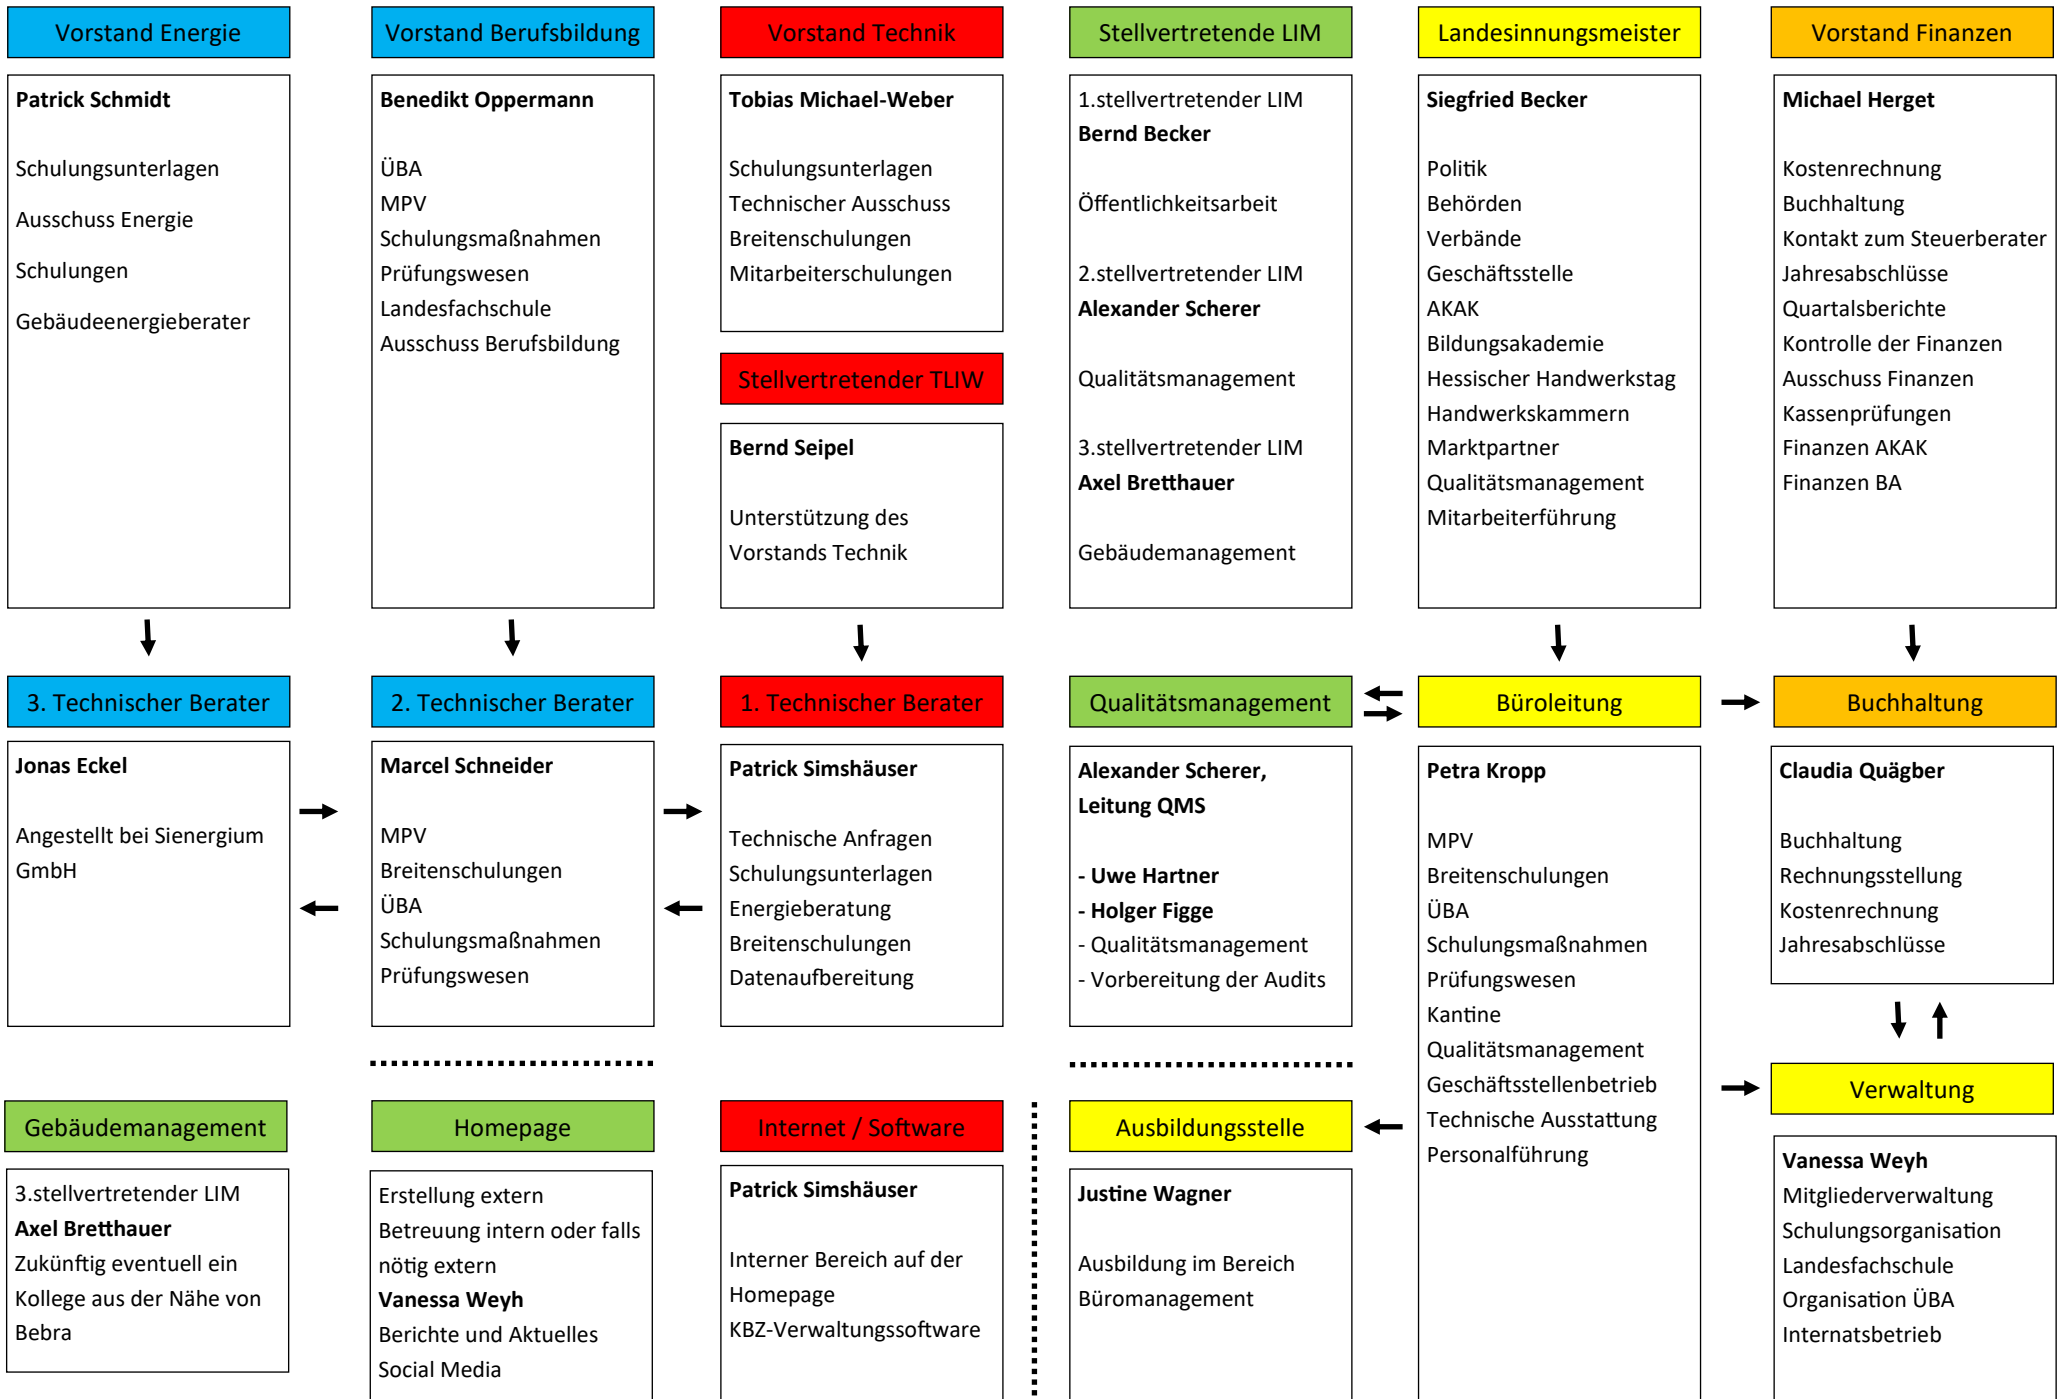 Vorstand Energie
Patrick Schmidt
Schulungsunterlagen
Ausschuss Energie
Schulungen
Gebäudeenergieberater
Vorstand Berufsbildung
Benedikt Oppermann
ÜBA
MPV
Schulungsmaßnahmen
Prüfungswesen
Landesfachschule
Ausschuss Berufsbildung
Vorstand Technik
Tobias Michael-Weber
Schulungsunterlagen
Technischer Ausschuss
Breitenschulungen
Mitarbeiterschulungen
Stellvertretender TLIW
Bernd Seipel
Unterstützung des
Vorstands Technik
Stellvertretende LIM
1.stellvertretender LIM
Bernd Becker
Öffentlichkeitsarbeit
2.stellvertretender LIM
Alexander Scherer
Qualitätsmanagement
3.stellvertretender LIM
Axel Bretthauer
Gebäudemanagement
Landesinnungsmeister
Siegfried Becker
Politik
Behörden
Verbände
Geschäftsstelle
AKAK
Bildungsakademie
Hessischer Handwerkstag
Handwerkskammern
Marktpartner
Qualitätsmanagement
Mitarbeiterführung
Vorstand Finanzen
Michael Herget
Kostenrechnung
Buchhaltung
Kontakt zum Steuerberater
Jahresabschlüsse
Quartalsberichte
Kontrolle der Finanzen
Ausschuss Finanzen
Kassenprüfungen
Finanzen AKAK
Finanzen BA
3. Technischer Berater
Jonas Eckel
Angestellt bei Sienergium
GmbH
2. Technischer Berater
Marcel Schneider
MPV
Breitenschulungen
ÜBA
Schulungsmaßnahmen
Prüfungswesen
1. Technischer Berater
Patrick Simshäuser
Technische Anfragen
Schulungsunterlagen
Energieberatung
Breitenschulungen
Datenaufbereitung
Qualitätsmanagement
Alexander Scherer,
Leitung QMS
- Uwe Hartner
- Holger Figge
- Qualitätsmanagement
- Vorbereitung der Audits
Büroleitung
Petra Kropp
MPV
Breitenschulungen
ÜBA
Schulungsmaßnahmen
Prüfungswesen
Kantine
Qualitätsmanagement
Geschäftsstellenbetrieb
Technische Ausstattung
Personalführung
Buchhaltung
Claudia Quägber
Buchhaltung
Rechnungsstellung
Kostenrechnung
Jahresabschlüsse
Gebäudemanagement
3.stellvertretender LIM
Axel Bretthauer
Zukünftig eventuell ein
Kollege aus der Nähe von
Bebra
Homepage
Erstellung extern
Betreuung intern oder falls
nötig extern
Vanessa Weyh
Berichte und Aktuelles
Social Media
Internet / Software
Patrick Simshäuser
Interner Bereich auf der
Homepage
KBZ-Verwaltungssoftware
Ausbildungsstelle
Justine Wagner
Ausbildung im Bereich
Büromanagement
Verwaltung
Vanessa Weyh
Mitgliederverwaltung
Schulungsorganisation
Landesfachschule
Organisation ÜBA
Internatsbetrieb